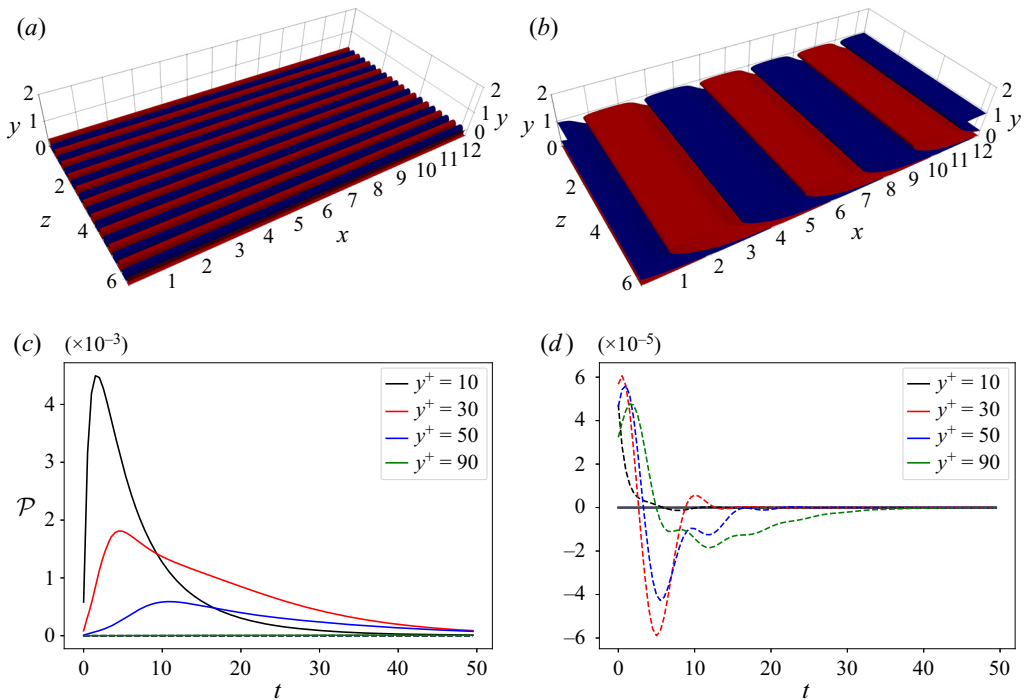 (a)
2
y 1
0
2
z
4
6
1
2
3
4
5
6
7
8
9
10
11
12
x
2
1 y
0
(b)
2
y 1
0
2
z
4
6
1
2
3
4
5
6
7
8
9
10
11
12
x
2
1 y
0
(c) (×10⁻³)
4
3
2
1
0
𝒫
0 10 20 30 40 50
t
y⁺ = 10
y⁺ = 30
y⁺ = 50
y⁺ = 90
(d) (×10⁻⁵)
6
4
2
0
−2
−4
−6
0 10 20 30 40 50
t
y⁺ = 10
y⁺ = 30
y⁺ = 50
y⁺ = 90